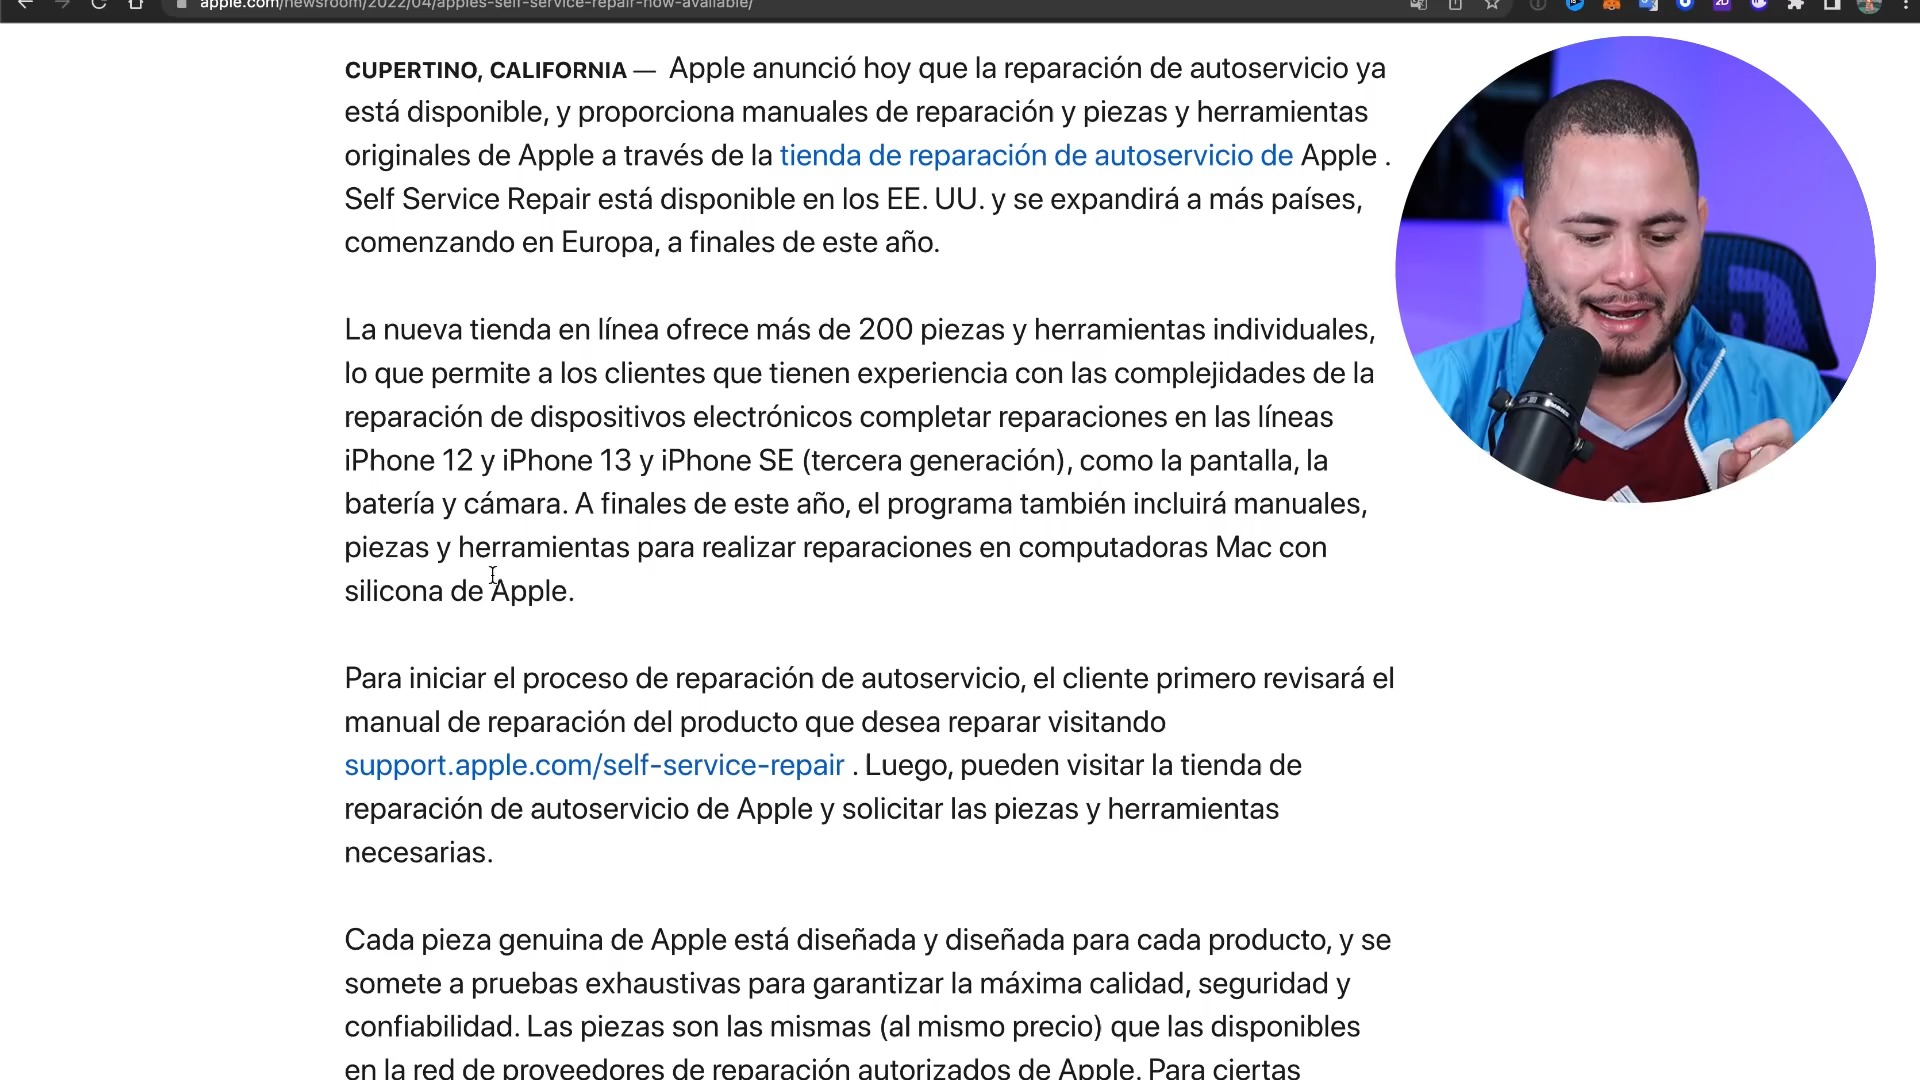 apple.com/newsroom/2022/04/apples-self-service-repair-now-available/
CUPERTINO, CALIFORNIA — Apple anunció hoy que la reparación de autoservicio ya
está disponible, y proporciona manuales de reparación y piezas y herramientas
originales de Apple a través de la tienda de reparación de autoservicio de Apple .
Self Service Repair está disponible en los EE. UU. y se expandirá a más países,
comenzando en Europa, a finales de este año.
La nueva tienda en línea ofrece más de 200 piezas y herramientas individuales,
lo que permite a los clientes que tienen experiencia con las complejidades de la
reparación de dispositivos electrónicos completar reparaciones en las líneas
iPhone 12 y iPhone 13 y iPhone SE (tercera generación), como la pantalla, la
batería y cámara. A finales de este año, el programa también incluirá manuales,
piezas y herramientas para realizar reparaciones en computadoras Mac con
silicona de Apple.
Para iniciar el proceso de reparación de autoservicio, el cliente primero revisará el
manual de reparación del producto que desea reparar visitando
support.apple.com/self-service-repair . Luego, pueden visitar la tienda de
reparación de autoservicio de Apple y solicitar las piezas y herramientas
necesarias.
Cada pieza genuina de Apple está diseñada y diseñada para cada producto, y se
somete a pruebas exhaustivas para garantizar la máxima calidad, seguridad y
confiabilidad. Las piezas son las mismas (al mismo precio) que las disponibles
en la red de proveedores de reparación autorizados de Apple. Para ciertas